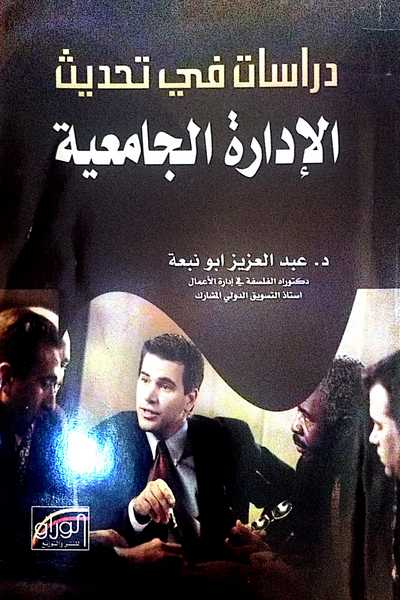 دراسات في تحديث
الإدارة الجامعية
د. عبد العزيز ابو نبعة
دكتوراه الفلسفة في إدارة الأعمال
استاذ التسويق الدولي المشارك
الوراق
للنشر والتوزيع